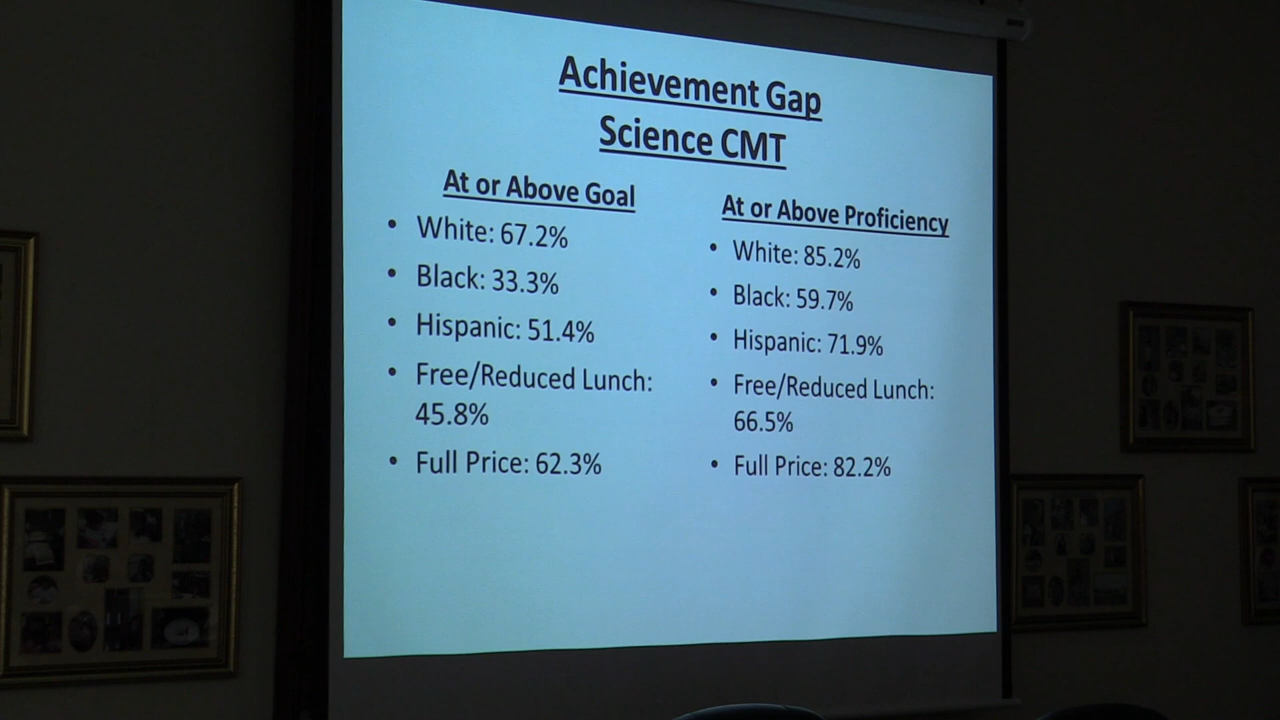 Achievement Gap
Science CMT
At or Above Goal
• White: 67.2%
• Black: 33.3%
• Hispanic: 51.4%
• Free/Reduced Lunch:
45.8%
• Full Price: 62.3%
At or Above Proficiency
• White: 85.2%
• Black: 59.7%
• Hispanic: 71.9%
• Free/Reduced Lunch:
66.5%
• Full Price: 82.2%